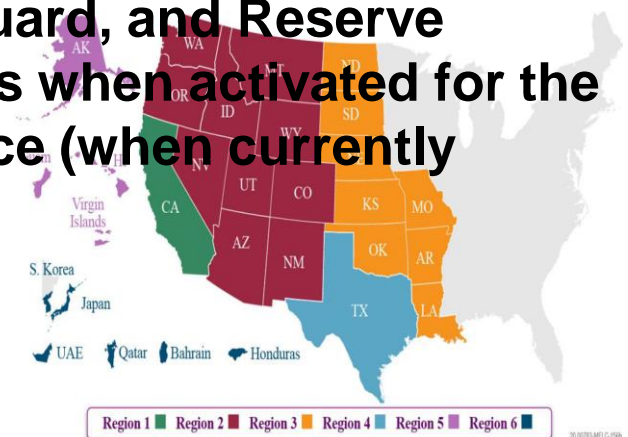 uard, and Reserve
s when activated for the
ce (when currently
AK
WA
MT
ND
OR
ID
SD
WY
NV
UT
CO
CA
KS
MO
AZ
NM
OK
AR
TX
LA
Virgin
Islands
S. Korea
Japan
UAE
Qatar
Bahrain
Honduras
Region 1
Region 2
Region 3
Region 4
Region 5
Region 6